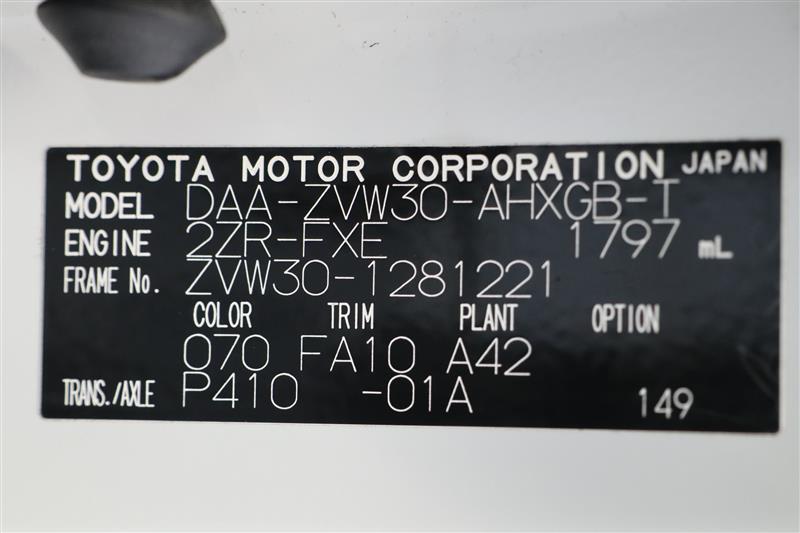 TOYOTA MOTOR CORPORATION JAPAN
MODEL DAA-ZVW30-AHXGB-T
ENGINE 2ZR-FXE 1797 mL
FRAME No. ZVW30-1281221
COLOR TRIM PLANT OPTION
070 FA10 A42
TRANS./AXLE P410 -01A 149